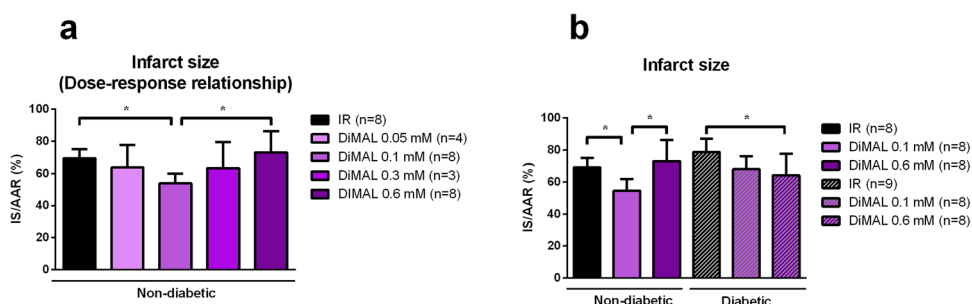 a
Infarct size
(Dose-response relationship)
IS/AAR (%)
100
80
60
40
20
0
*
*
IR (n=8)
DiMAL 0.05 mM (n=4)
DiMAL 0.1 mM (n=8)
DiMAL 0.3 mM (n=3)
DIMAL 0.6 mM (n=8)
Non-diabetic
b
Infarct size
IS/AAR (%)
100
80
60
40
20
0
*
*
*
IR (n=8)
DiMAL 0.1 mM (n=8)
DiMAL 0.6 mM (n=8)
IR (n=9)
DiMAL 0.1 mM (n=8)
DiMAL 0.6 mM (n=8)
Non-diabetic
Diabetic